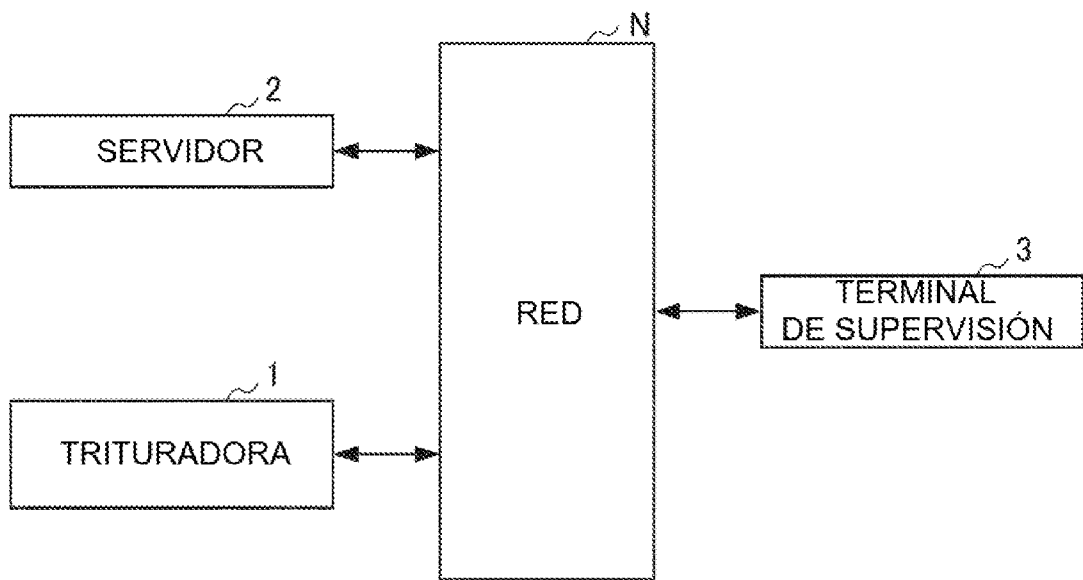 N
2
SERVIDOR
3
TERMINAL
DE SUPERVISIÓN
RED
1
TRITURADORA